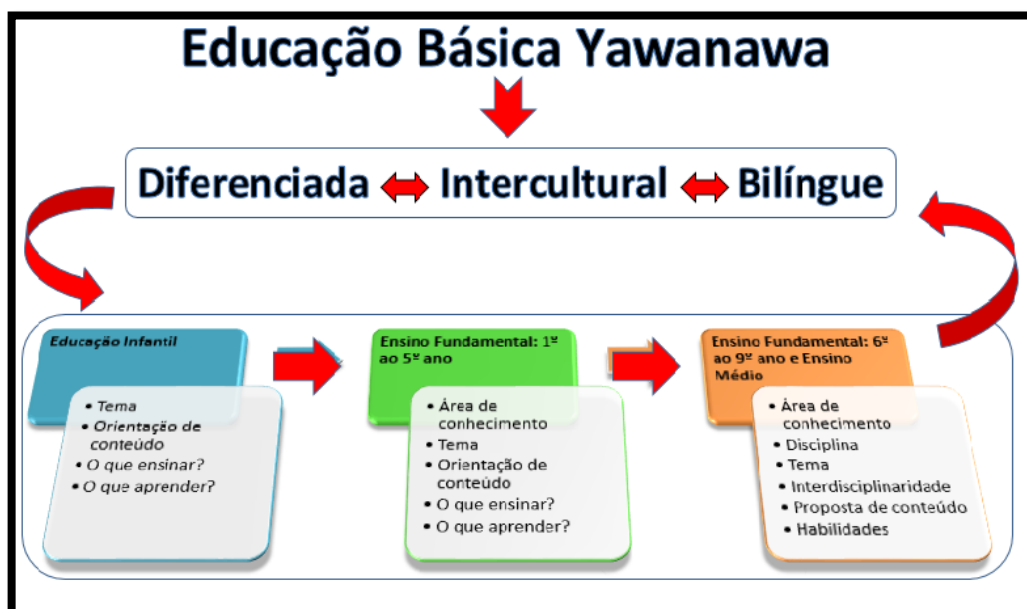 Educação Básica Yawanawa
Diferenciada Intercultural Bilíngue
Educação Infantil
• Tema
• Orientação de
conteúdo
• O que ensinar?
• O que aprender?
Ensino Fundamental: 1º
ao 5º ano
• Área de
conhecimento
• Tema
• Orientação de
conteúdo
• O que ensinar?
• O que aprender?
Ensino Fundamental: 6º
ao 9º ano e Ensino
Médio
• Área de
conhecimento
• Disciplina
• Tema
• Interdisciplinaridade
• Proposta de conteúdo
• Habilidades